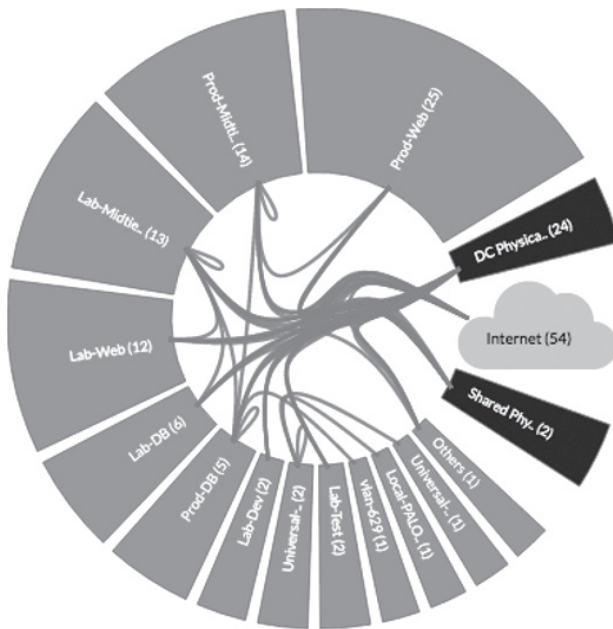 Prod-Web (25)
DC Physica.. (24)
Internet (54)
Shared Phy.. (2)
Others (1)
Universal-.. (1)
Local-PALO.. (1)
vlan-629 (1)
Lab-Test (2)
Universal-.. (2)
Lab-Dev (2)
Prod-DB (5)
Lab-DB (6)
Lab-Web (12)
Lab-Midtie.. (13)
Prod-Midti.. (14)